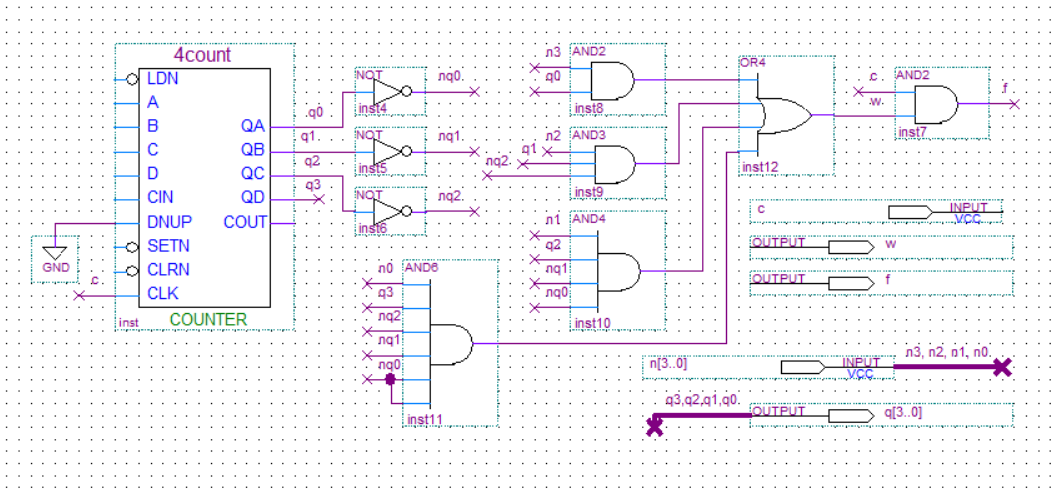 4count
LDN
A
B
C
D
CIN
DNUP
SETN
CLRN
CLK
QA
QB
QC
QD
COUT
inst
COUNTER
GND
c
q0
q1
q2
q3
NOT
inst4
nq0
NOT
inst5
nq1
NOT
inst6
nq2
n3
q0
AND2
inst8
n2
q1
nq2
AND3
inst9
n1
q2
nq1
nq0
AND4
inst10
n0
q3
nq2
nq1
nq0
AND6
inst11
OR4
inst12
c
w
AND2
inst7
f
c
INPUT
VCC
OUTPUT
w
OUTPUT
f
n[3..0]
INPUT
VCC
n3, n2, n1, n0
q3,q2,q1,q0
OUTPUT
q[3..0]